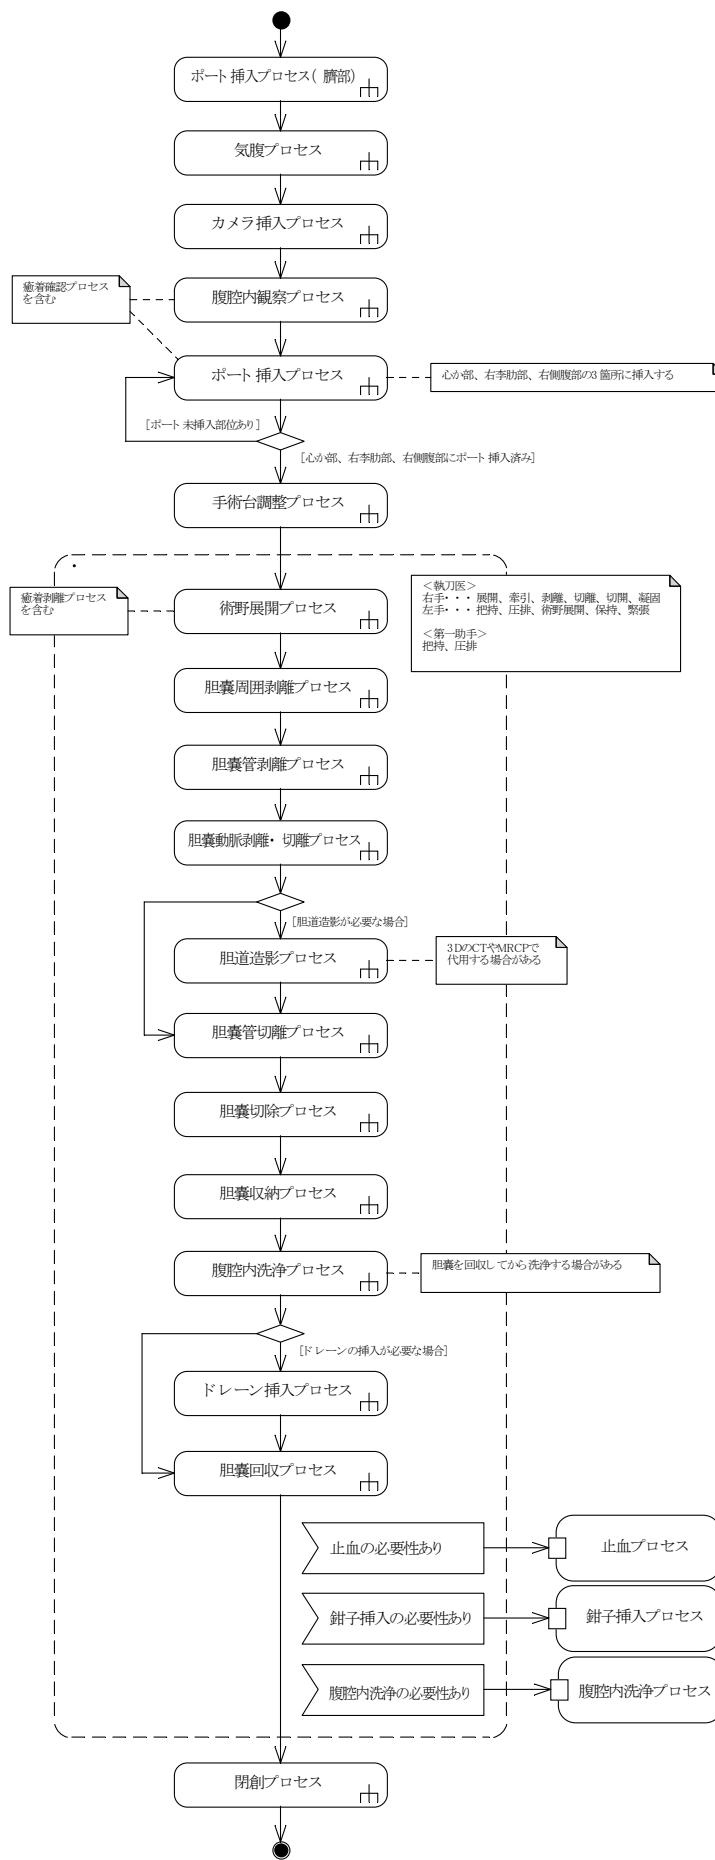 ポート挿入プロセス(臍部)
気腹プロセス
カメラ挿入プロセス
癒着確認プロセス
を含む
腹腔内観察プロセス
ポート挿入プロセス
心か部、右李肋部、右側腹部の3箇所に挿入する
[ポート未挿入部位あり]
[心か部、右李肋部、右側腹部にポート挿入済み]
手術台調整プロセス
癒着剥離プロセス
を含む
術野展開プロセス
＜執刀医＞
右手・・・展開、牽引、剥離、切離、切開、凝固
左手・・・把持、圧排、術野展開、保持、緊張
＜第一助手＞
把持、圧排
胆嚢周囲剥離プロセス
胆嚢管剥離プロセス
胆嚢動脈剥離・切離プロセス
[胆道造影が必要な場合]
胆道造影プロセス
3DのCTやMRCPで
代用する場合がある
胆嚢管切離プロセス
胆嚢切除プロセス
胆嚢収納プロセス
腹腔内洗浄プロセス
胆嚢を回収してから洗浄する場合がある
[ドレーンの挿入が必要な場合]
ドレーン挿入プロセス
胆嚢回収プロセス
止血の必要性あり
止血プロセス
鉗子挿入の必要性あり
鉗子挿入プロセス
腹腔内洗浄の必要性あり
腹腔内洗浄プロセス
閉創プロセス